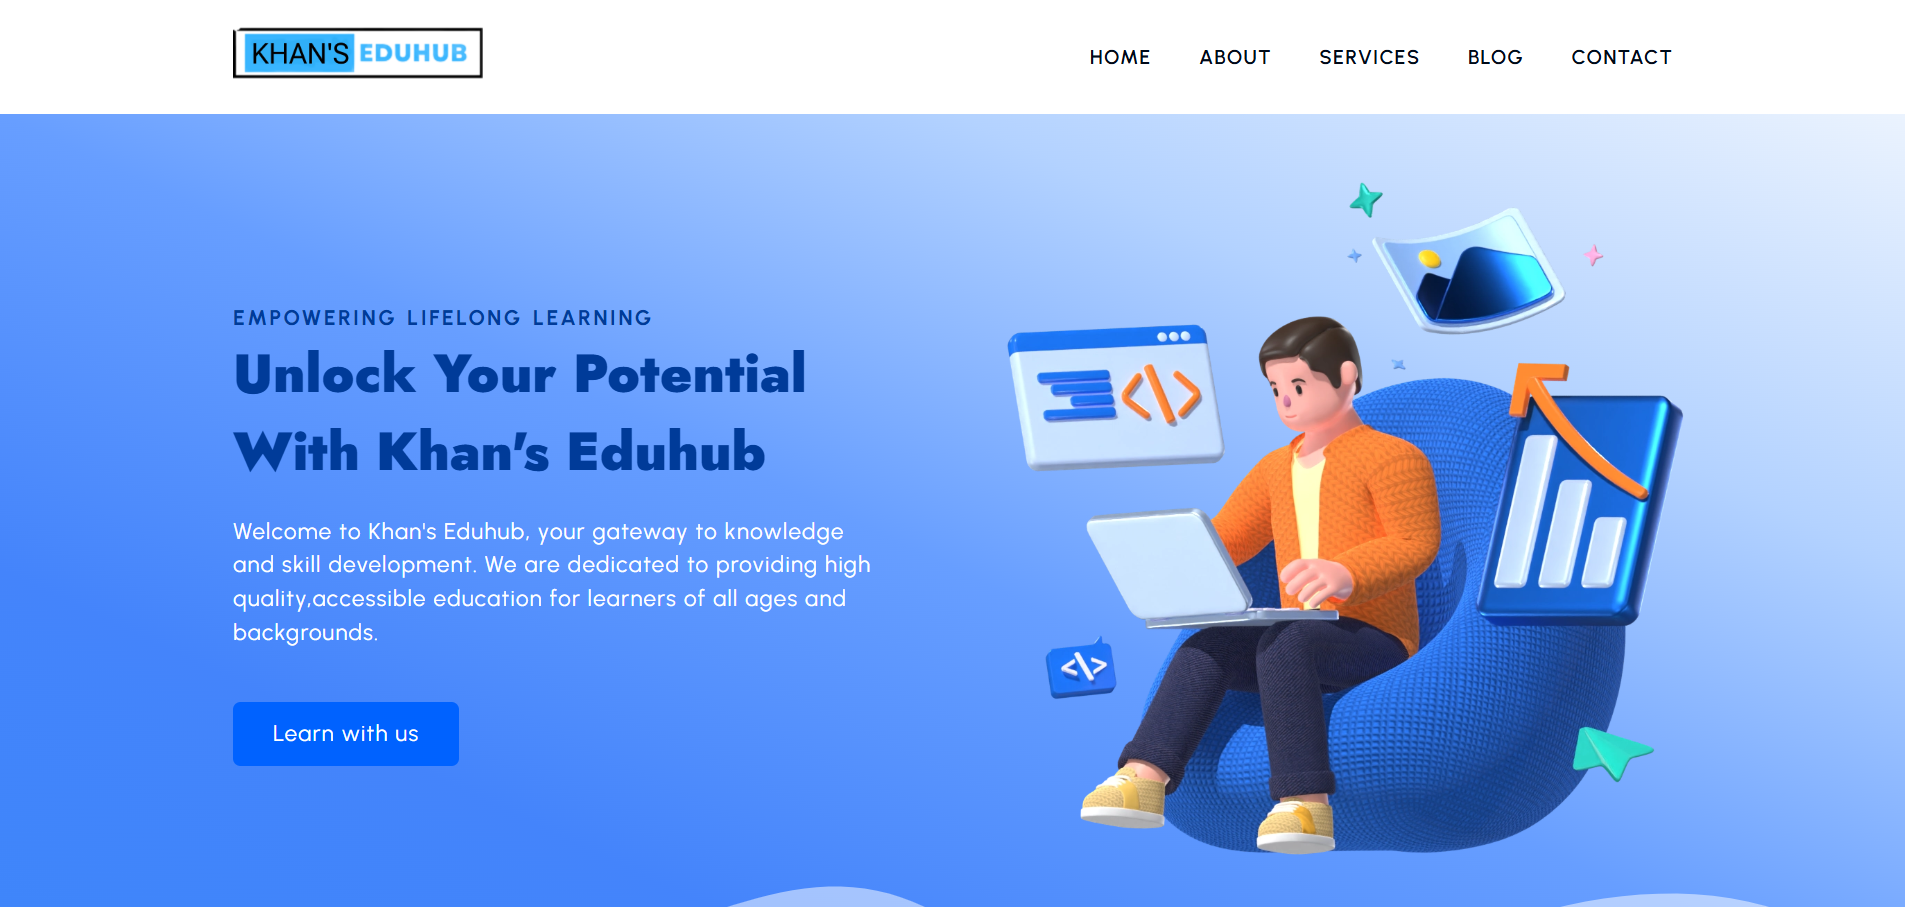 KHAN'S EDUHUB
HOME ABOUT SERVICES BLOG CONTACT
EMPOWERING LIFELONG LEARNING
Unlock Your Potential
With Khan's Eduhub
Welcome to Khan's Eduhub, your gateway to knowledge
and skill development. We are dedicated to providing high
quality,accessible education for learners of all ages and
backgrounds.
Learn with us